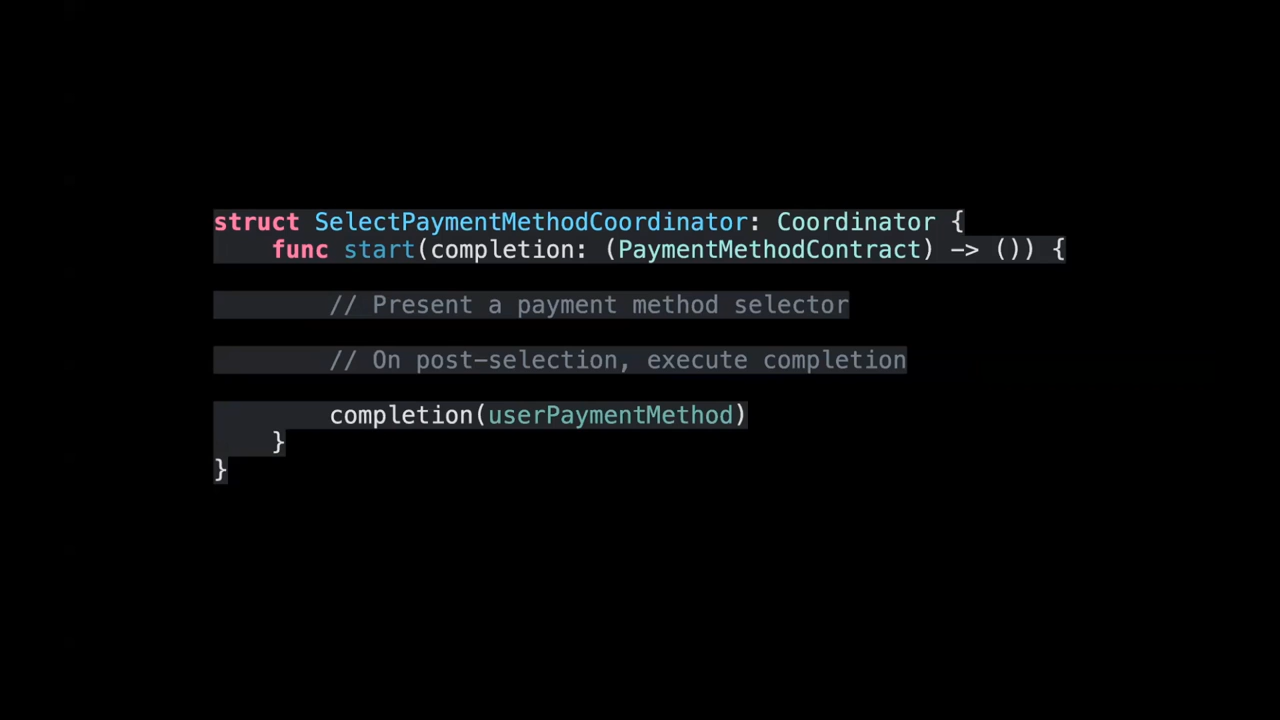 struct SelectPaymentMethodCoordinator: Coordinator {
    func start(completion: (PaymentMethodContract) -> ()) {
        // Present a payment method selector
        // On post-selection, execute completion
        completion(userPaymentMethod)
    }
}